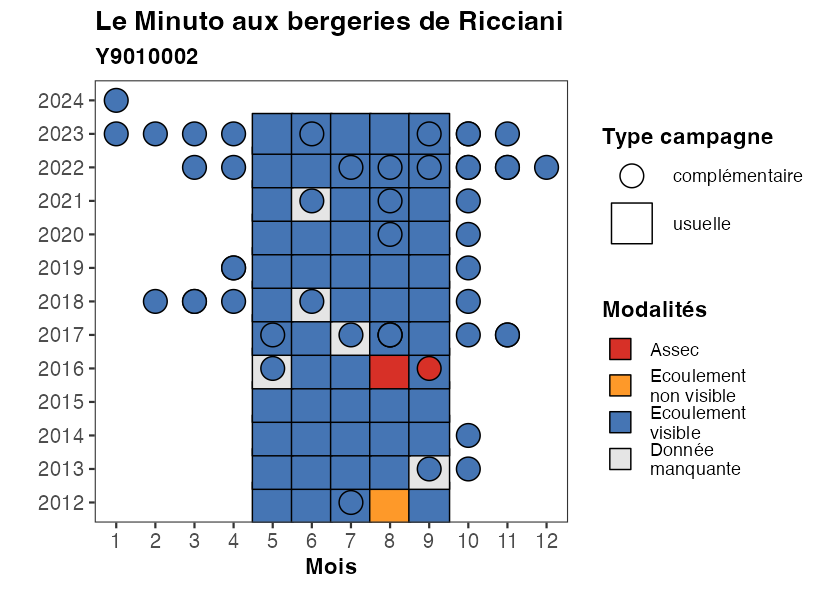 Le Minuto aux bergeries de Ricciani
Y9010002
2024
2023
2022
2021
2020
2019
2018
2017
2016
2015
2014
2013
2012
1 2 3 4 5 6 7 8 9 10 11 12
Mois
Type campagne
complémentaire
usuelle
Modalités
Assec
Ecoulement
non visible
Ecoulement
visible
Donnée
manquante